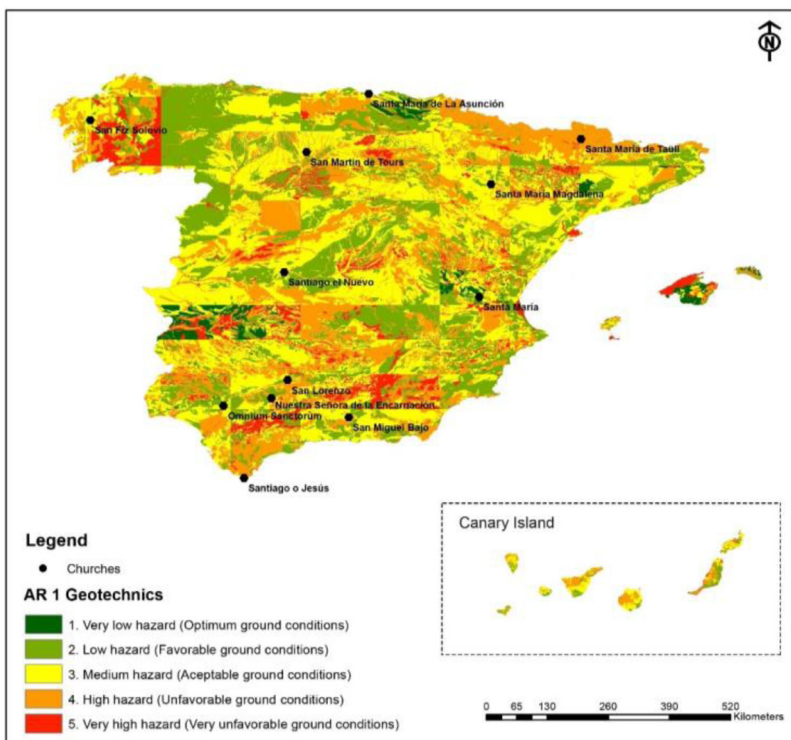 N
Santa María de La Asunción
San Fiz Solovio
Santa María de Taüll
San Martín de Tours
Santa María Magdalena
Santiago el Nuevo
Santa María
San Lorenzo
Nuestra Señora de la Encarnación
Omnium Sanctorum
San Miguel Bajo
Santiago o Jesús
Canary Island
Legend
Churches
AR 1 Geotechnics
1. Very low hazard (Optimum ground conditions)
2. Low hazard (Favorable ground conditions)
3. Medium hazard (Aceptable ground conditions)
4. High hazard (Unfavorable ground conditions)
5. Very high hazard (Very unfavorable ground conditions)
0 65 130 260 390 520
Kilometers